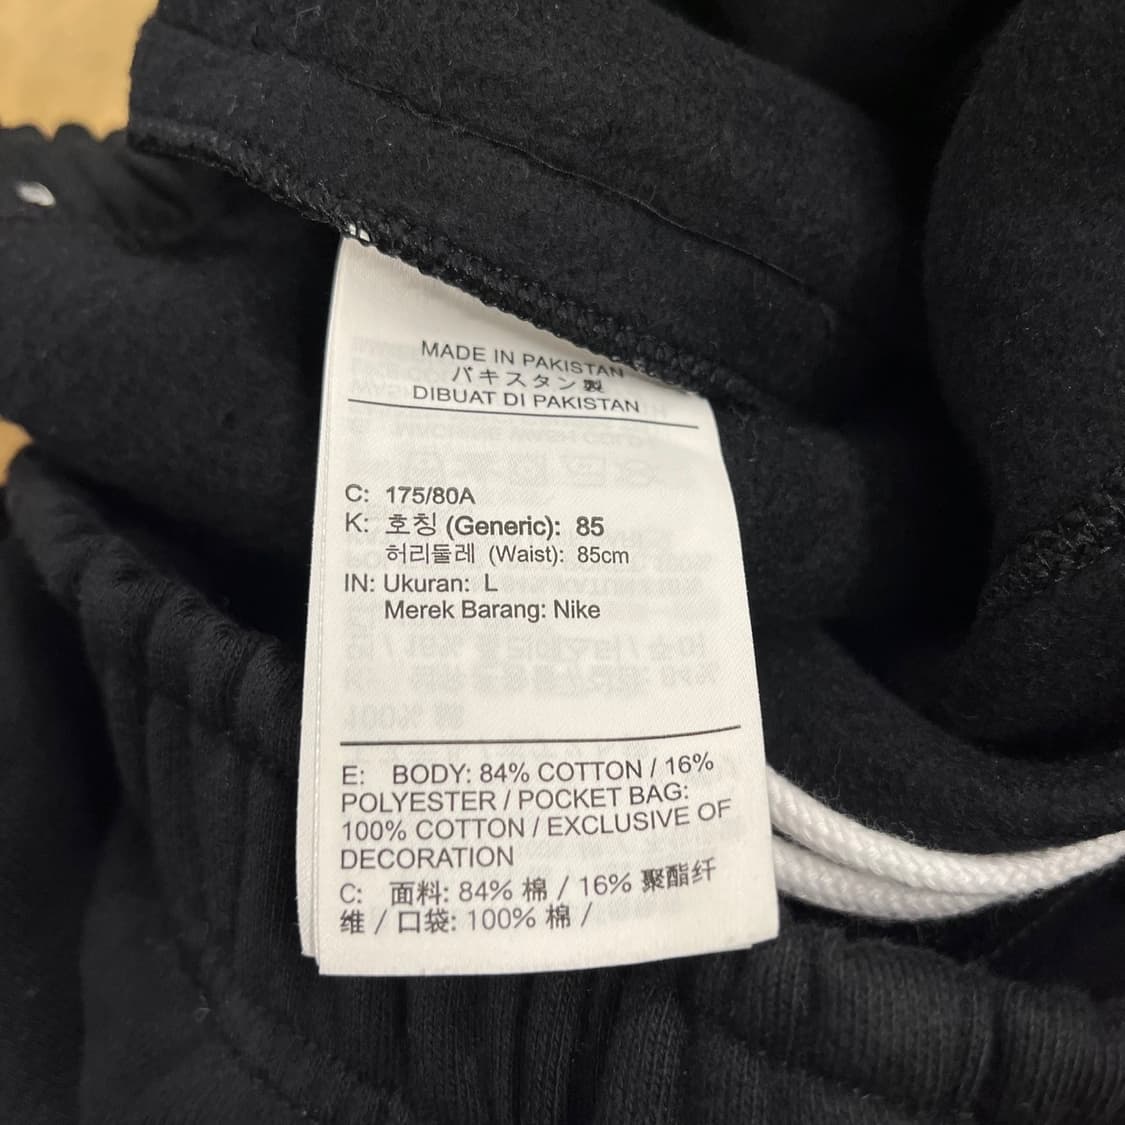 MADE IN PAKISTAN
パキスタン製
DIBUAT DI PAKISTAN
C: 175/80A
K: 호칭 (Generic): 85
허리둘레 (Waist): 85cm
IN: Ukuran: L
Merek Barang: Nike
E: BODY: 84% COTTON / 16%
POLYESTER / POCKET BAG:
100% COTTON / EXCLUSIVE OF
DECORATION
C: 面料: 84% 棉 / 16% 聚酯纤
维 / 口袋: 100% 棉 /